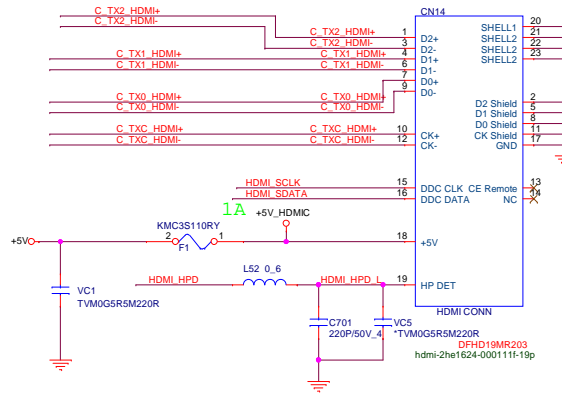 CN14
C_TX2_HDMI+
C_TX2_HDMI-
C_TX2_HDMI+
C_TX2_HDMI-
C_TX1_HDMI+
C_TX1_HDMI-
C_TX1_HDMI+
C_TX1_HDMI-
C_TX0_HDMI+
C_TX0_HDMI-
C_TX0_HDMI+
C_TX0_HDMI-
C_TXC_HDMI+
C_TXC_HDMI-
C_TXC_HDMI+
C_TXC_HDMI-
1 D2+
3 D2-
4 D1+
6 D1-
7 D0+
9 D0-
10 CK+
12 CK-
SHELL1 20
SHELL2 21
SHELL2 22
SHELL2 23
D2 Shield 2
D1 Shield 5
D0 Shield 8
CK Shield 11
GND 17
HDMI_SCLK 15 DDC CLK
HDMI_SDATA 16 DDC DATA
CE Remote 13
NC 14
1A
+5V_HDMIC
KMC3S110RY
+5V 2 F1 1 18 +5V
L52 0_6
HDMI_HPD HDMI_HPD_L 19 HP DET
VC1
TVM0G5R5M220R
C701
220P/50V_4
VC5
*TVM0G5R5M220R
HDMI CONN
DFHD19MR203
hdmi-2he1624-000111f-19p